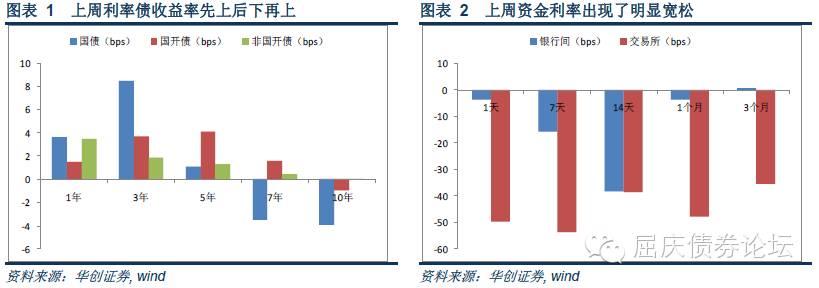 图表 1 上周利率债收益率先上后下再上
国债（bps） 国开债（bps） 非国开债（bps）
10
8
6
4
2
0
-2
-4
-6
1年 3年 5年 7年 10年
资料来源：华创证券, wind
图表 2 上周资金利率出现了明显宽松
银行间（bps） 交易所（bps）
10
0
-10
-20
-30
-40
-50
-60
1天 7天 14天 1个月 3个月
资料来源：华创证券, wind
屈庆债券论坛